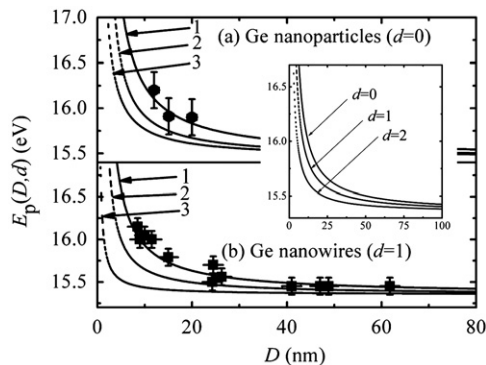 17.0
16.5
16.0
15.5
16.5
16.0
15.5
E_p(D,d) (eV)
1
2
3
(a) Ge nanoparticles (d=0)
16.5
16.0
15.5
0 25 50 75 100
d=0
d=1
d=2
1
2
3
(b) Ge nanowires (d=1)
0 20 40 60 80
D (nm)